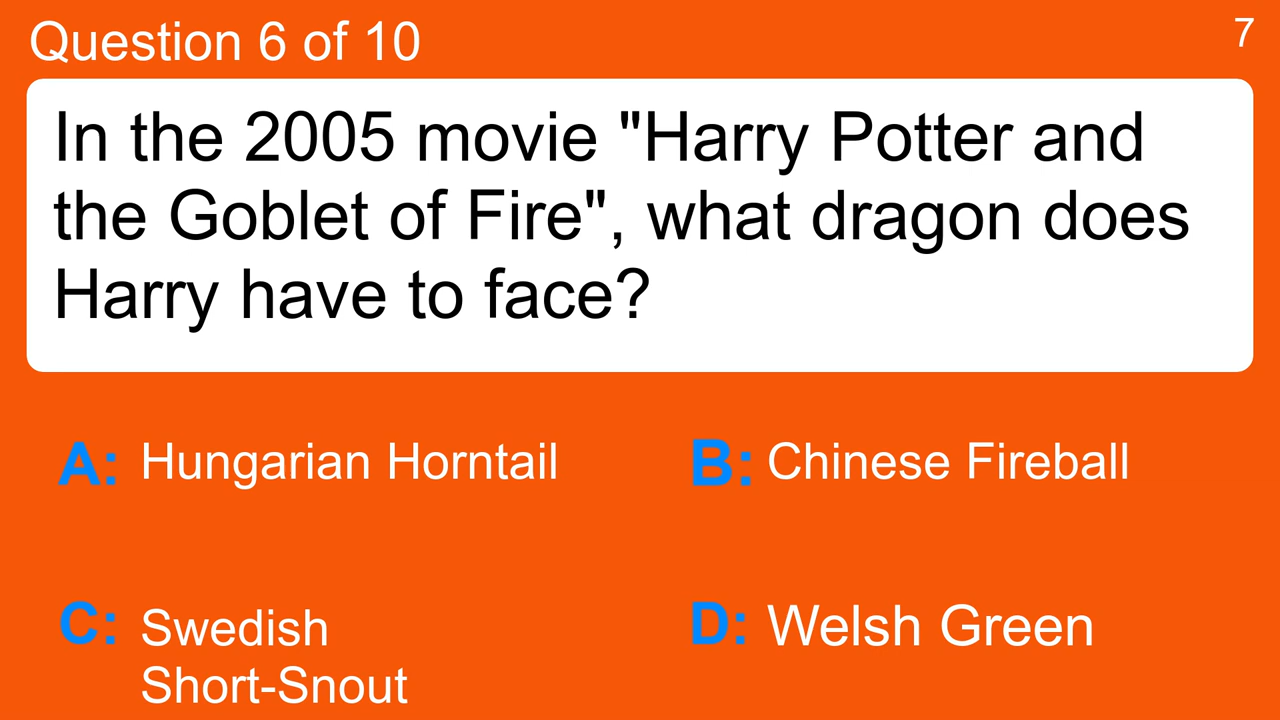 Question 6 of 10
7
In the 2005 movie "Harry Potter and
the Goblet of Fire", what dragon does
Harry have to face?
A: Hungarian Horntail
B: Chinese Fireball
C: Swedish
Short-Snout
D: Welsh Green